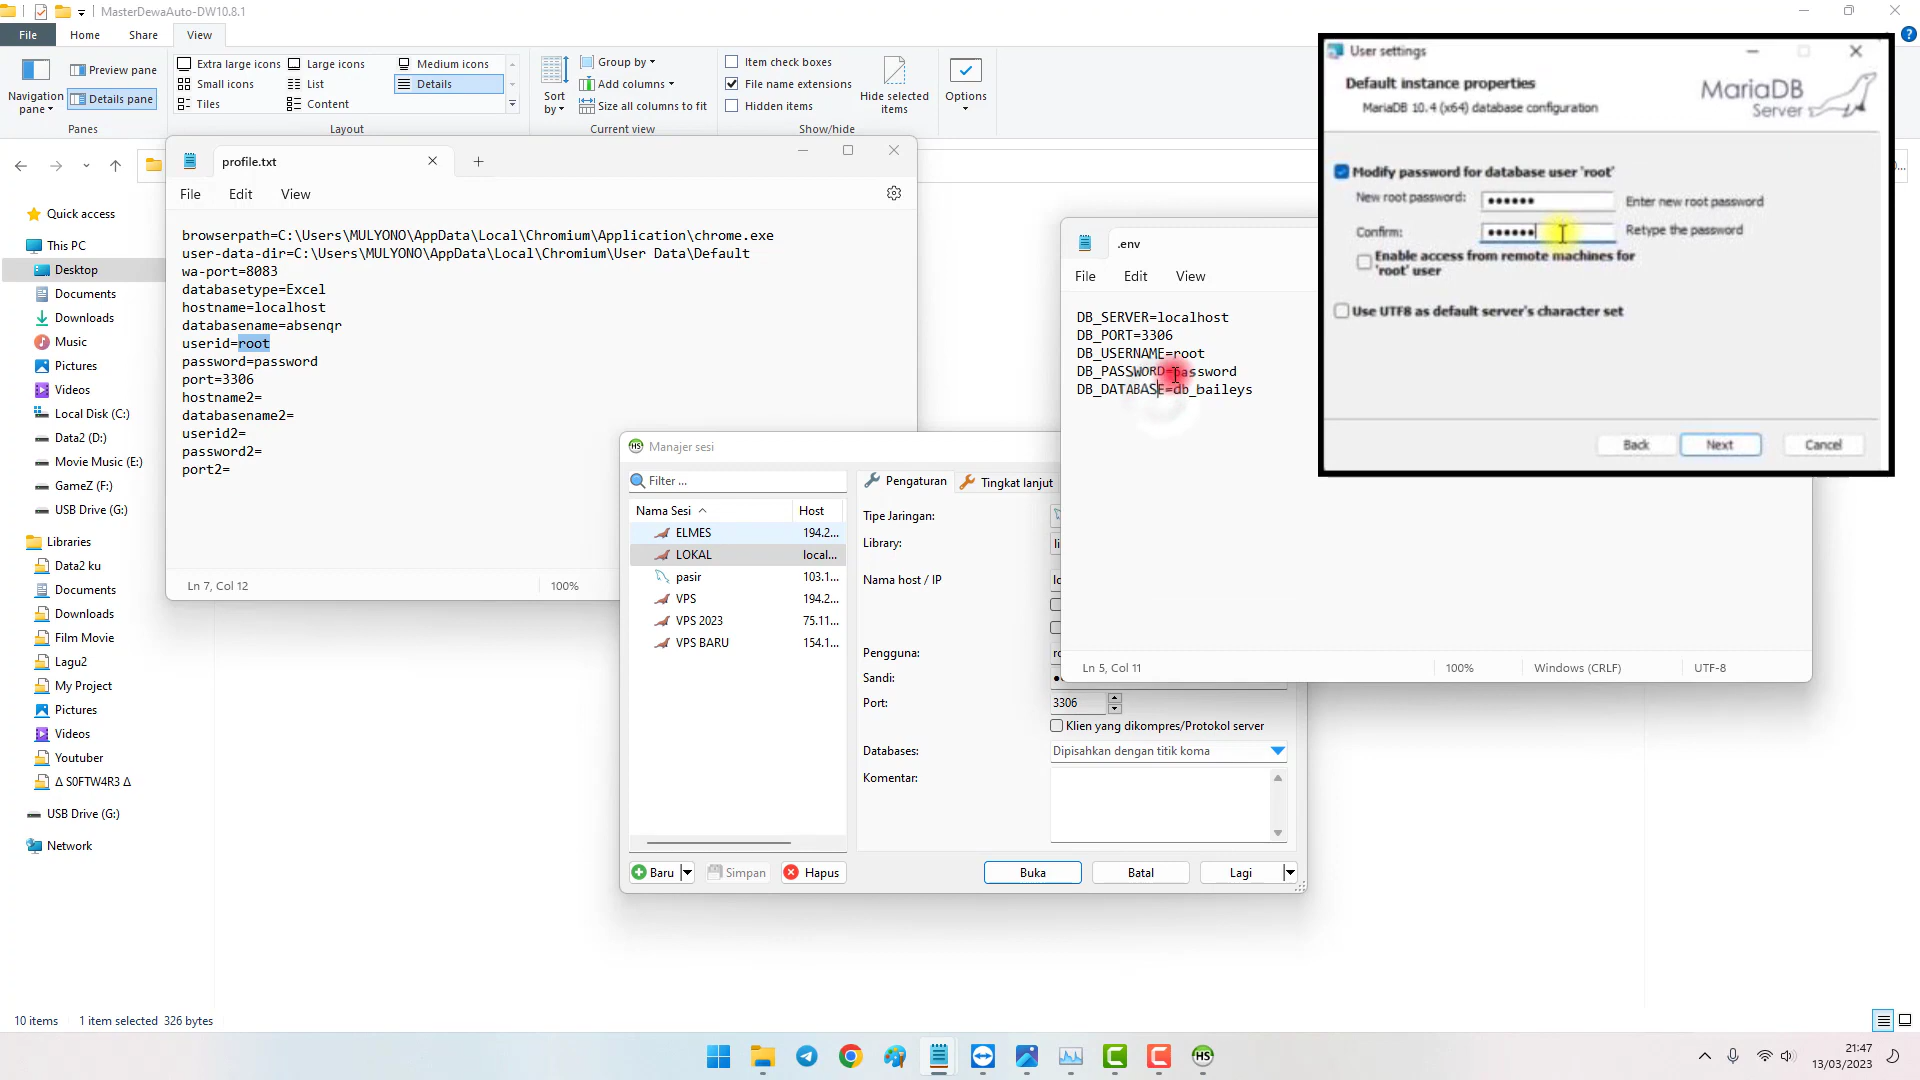 MasterDewaAuto-DW10.8.1
File
Home
Share
View
Navigation pane
Preview pane
Details pane
Panes
Extra large icons
Large icons
Medium icons
Small icons
List
Details
Tiles
Content
Layout
Sort by
Group by
Add columns
Size all columns to fit
Current view
Item check boxes
File name extensions
Hidden items
Hide selected items
Show/hide
Options
Quick access
This PC
Desktop
Documents
Downloads
Music
Pictures
Videos
Local Disk (C:)
Data2 (D:)
Movie Music (E:)
GameZ (F:)
USB Drive (G:)
Libraries
Data2 ku
Documents
Downloads
Film Movie
Lagu2
My Project
Pictures
Videos
Youtuber
Δ S0FTW4R3 Δ
USB Drive (G:)
Network
10 items
1 item selected 326 bytes
profile.txt
File
Edit
View
browserpath=C:\Users\MULYONO\AppData\Local\Chromium\Application\chrome.exe
user-data-dir=C:\Users\MULYONO\AppData\Local\Chromium\User Data\Default
wa-port=8083
databasetype=Excel
hostname=localhost
databasename=absenqr
userid=root
password=password
port=3306
hostname2=
databasename2=
userid2=
password2=
port2=
Ln 7, Col 12
100%
HS
Manajer sesi
Filter ...
Nama Sesi
Host
ELMES
194.2...
LOKAL
local...
pasir
103.1...
VPS
194.2...
VPS 2023
75.11...
VPS BARU
154.1...
Pengaturan
Tingkat lanjut
Tipe Jaringan:
Library:
Nama host / IP
Pengguna:
Sandi:
Port:
3306
Klien yang dikompres/Protokol server
Databases:
Dipisahkan dengan titik koma
Komentar:
Baru
Simpan
Hapus
Buka
Batal
Lagi
.env
File
Edit
View
DB_SERVER=localhost
DB_PORT=3306
DB_USERNAME=root
DB_PASSWORD=password
DB_DATABASE=db_baileys
Ln 5, Col 11
100%
Windows (CRLF)
UTF-8
User settings
Default instance properties
MariaDB 10.4 (x64) database configuration
MariaDB
Server
Modify password for database user 'root'
New root password:
Enter new root password
Confirm:
Retype the password
Enable access from remote machines for
'root' user
Use UTF8 as default server's character set
Back
Next
Cancel
HS
21:47
13/03/2023